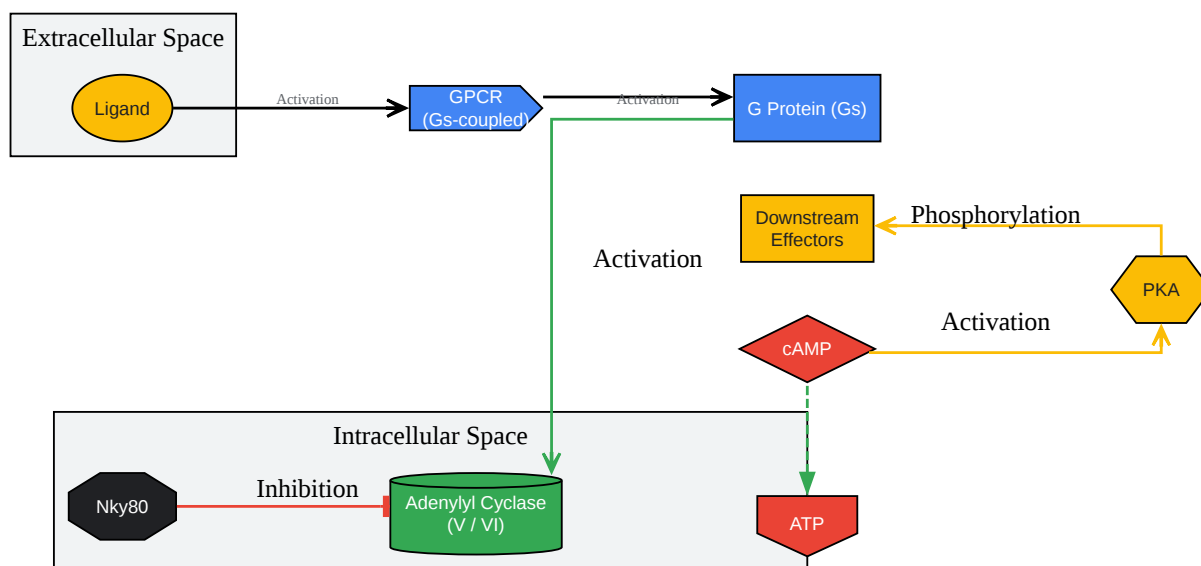 Extracellular Space
Ligand
Activation
GPCR
(Gs-coupled)
Activation
G Protein (Gs)
Downstream
Effectors
Phosphorylation
Activation
PKA
cAMP
Activation
Intracellular Space
Nky80
Inhibition
Adenylyl Cyclase
(V / VI)
ATP